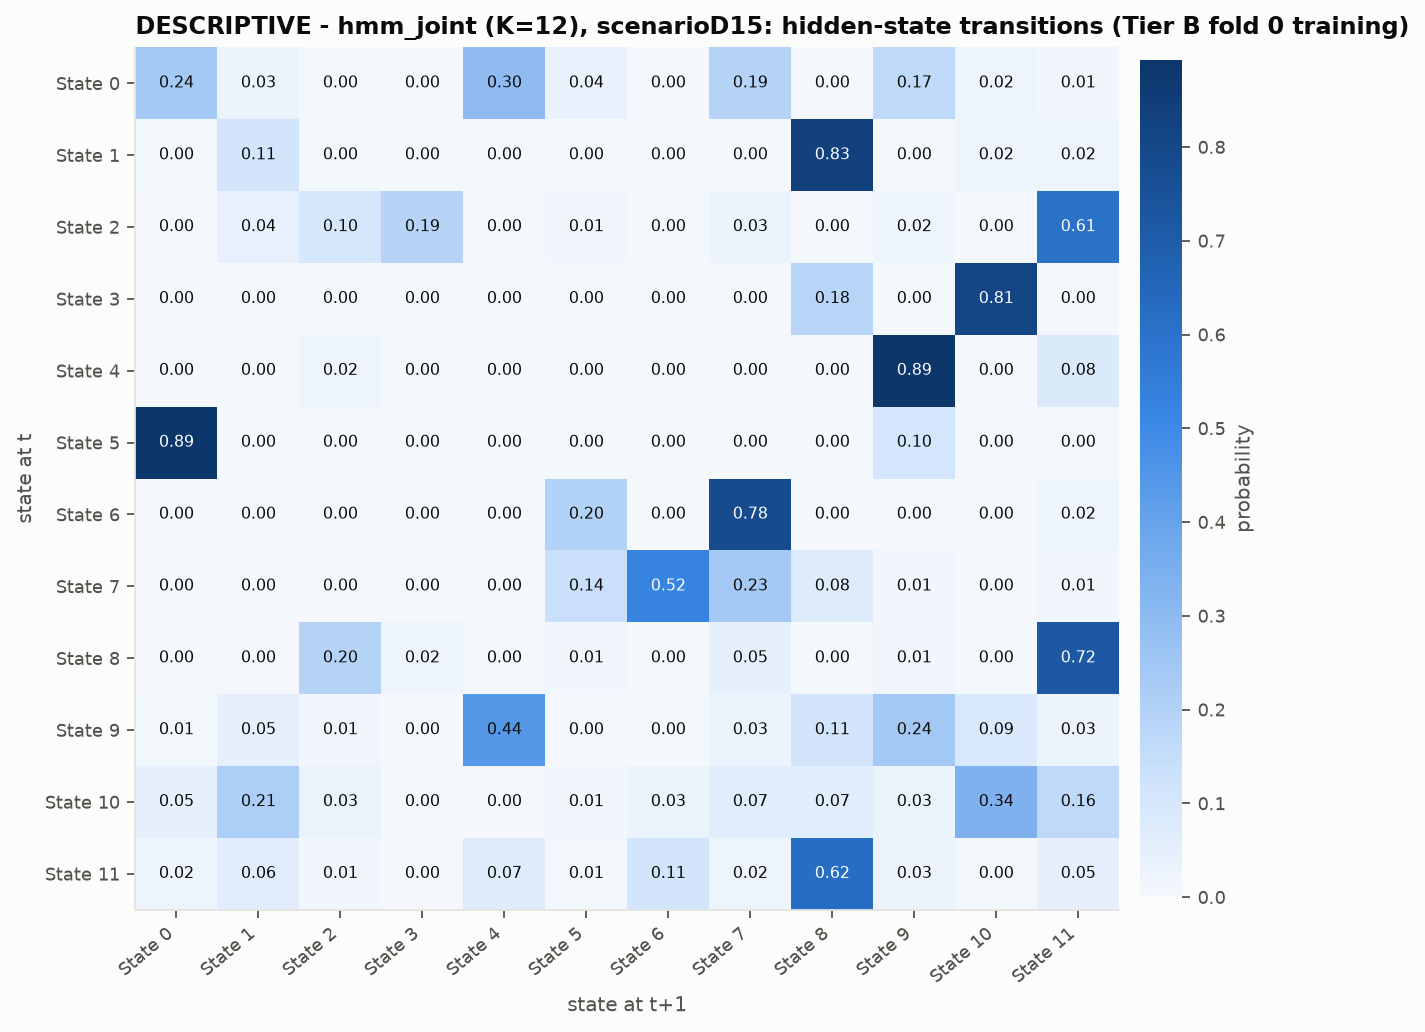 DESCRIPTIVE - hmm_joint (K=12), scenarioD15: hidden-state transitions (Tier B fold 0 training)
State 0 0.24 0.03 0.00 0.00 0.30 0.04 0.00 0.19 0.00 0.17 0.02 0.01
State 1 0.00 0.11 0.00 0.00 0.00 0.00 0.00 0.00 0.83 0.00 0.02 0.02
State 2 0.00 0.04 0.10 0.19 0.00 0.01 0.00 0.03 0.00 0.02 0.00 0.61
State 3 0.00 0.00 0.00 0.00 0.00 0.00 0.00 0.00 0.18 0.00 0.81 0.00
State 4 0.00 0.00 0.02 0.00 0.00 0.00 0.00 0.00 0.00 0.89 0.00 0.08
State 5 0.89 0.00 0.00 0.00 0.00 0.00 0.00 0.00 0.00 0.10 0.00 0.00
State 6 0.00 0.00 0.00 0.00 0.00 0.20 0.00 0.78 0.00 0.00 0.00 0.02
State 7 0.00 0.00 0.00 0.00 0.00 0.14 0.52 0.23 0.08 0.01 0.00 0.01
State 8 0.00 0.00 0.20 0.02 0.00 0.01 0.00 0.05 0.00 0.01 0.00 0.72
State 9 0.01 0.05 0.01 0.00 0.44 0.00 0.00 0.03 0.11 0.24 0.09 0.03
State 10 0.05 0.21 0.03 0.00 0.00 0.01 0.03 0.07 0.07 0.03 0.34 0.16
State 11 0.02 0.06 0.01 0.00 0.07 0.01 0.11 0.02 0.62 0.03 0.00 0.05
State 0 State 1 State 2 State 3 State 4 State 5 State 6 State 7 State 8 State 9 State 10 State 11
state at t+1
state at t
0.8
0.7
0.6
0.5
0.4
0.3
0.2
0.1
0.0
probability